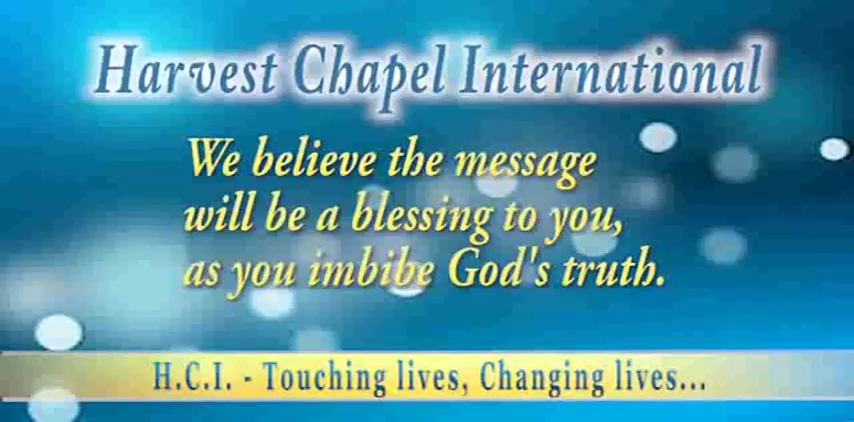 Harvest Chapel International
We believe the message
will be a blessing to you,
as you imbibe God's truth.
H.C.I. - Touching lives, Changing lives...